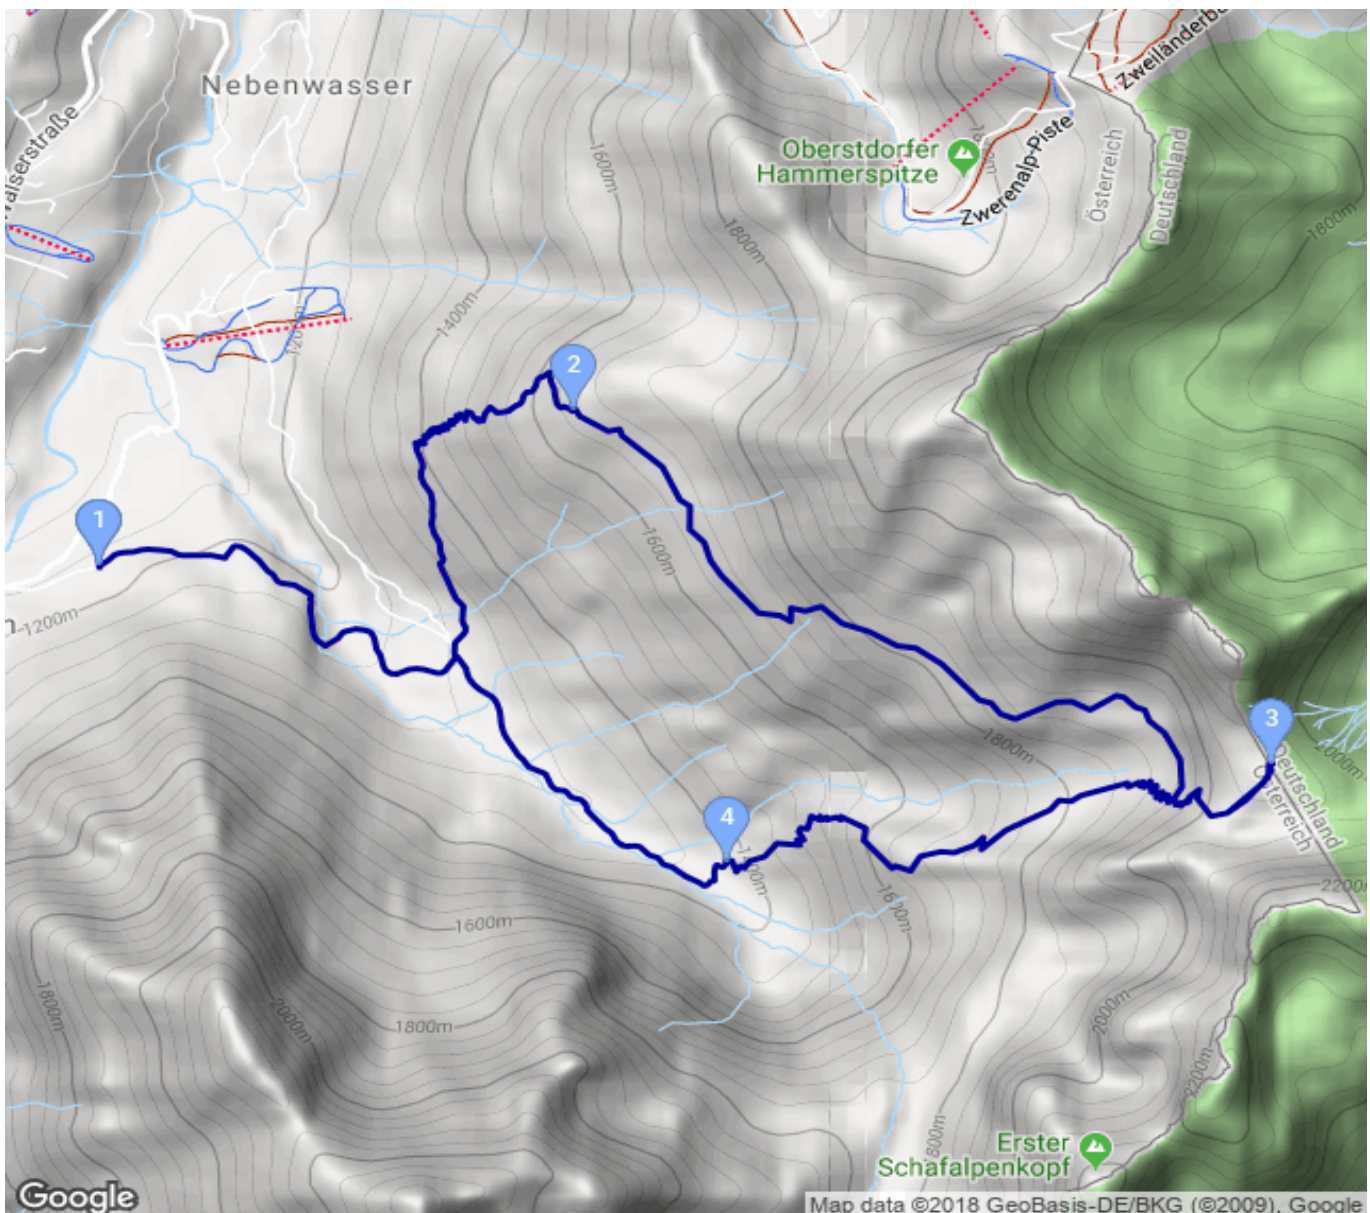 Nebenwasser
Zweiländerb
alserstraße
Oberstdorfer
Hammerspitze
Zwerenalp-Piste
Österreich
Deutschland
1600m
1800m
1800m
1400m
2
1
1600m
1200m
3
1800m
Deutschland
Österreich
2000m
4
1600m
2200m
1600m
1800m
2000m
1800m
2000m
2200m
800m
Erster
Schafalpenkopf
Google
Map data ©2018 GeoBasis-DE/BKG (©2009), Google